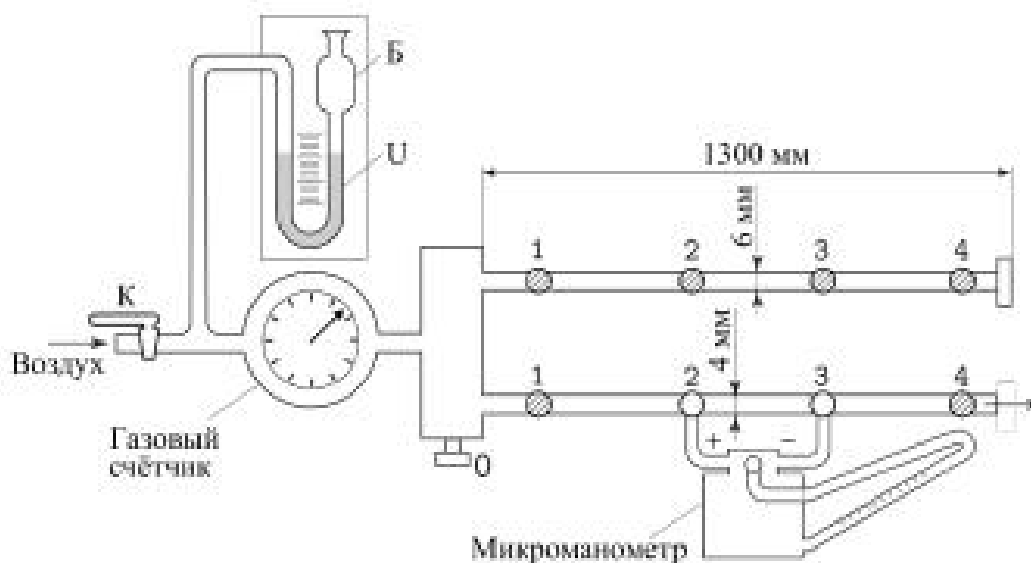 Б
U
1300 мм
6 мм
1
2
3
4
К
Воздух
4 мм
1
2
3
4
Газовый
счётчик
0
+
−
Микроманометр